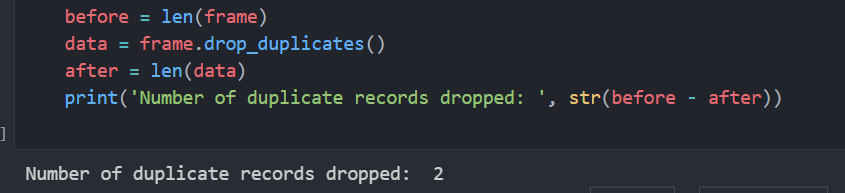 before = len(frame)
data = frame.drop_duplicates()
after = len(data)
print('Number of duplicate records dropped: ', str(before - after))
]
Number of duplicate records dropped:  2